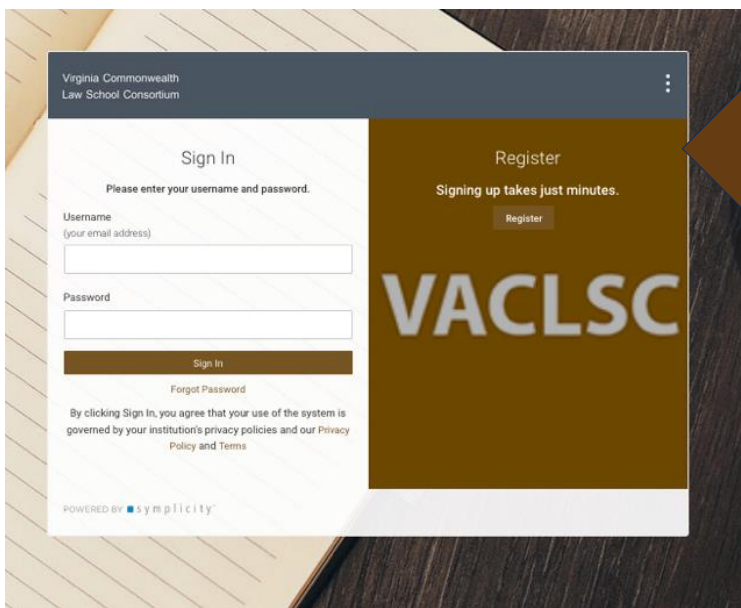 Virginia Commonwealth
Law School Consortium
Sign In
Please enter your username and password.
Username
(your email address)
Password
Sign In
Forgot Password
By clicking Sign In, you agree that your use of the system is
governed by your institution's privacy policies and our Privacy
Policy and Terms
Register
Signing up takes just minutes.
Register
VACLSC
POWERED BY symplicity